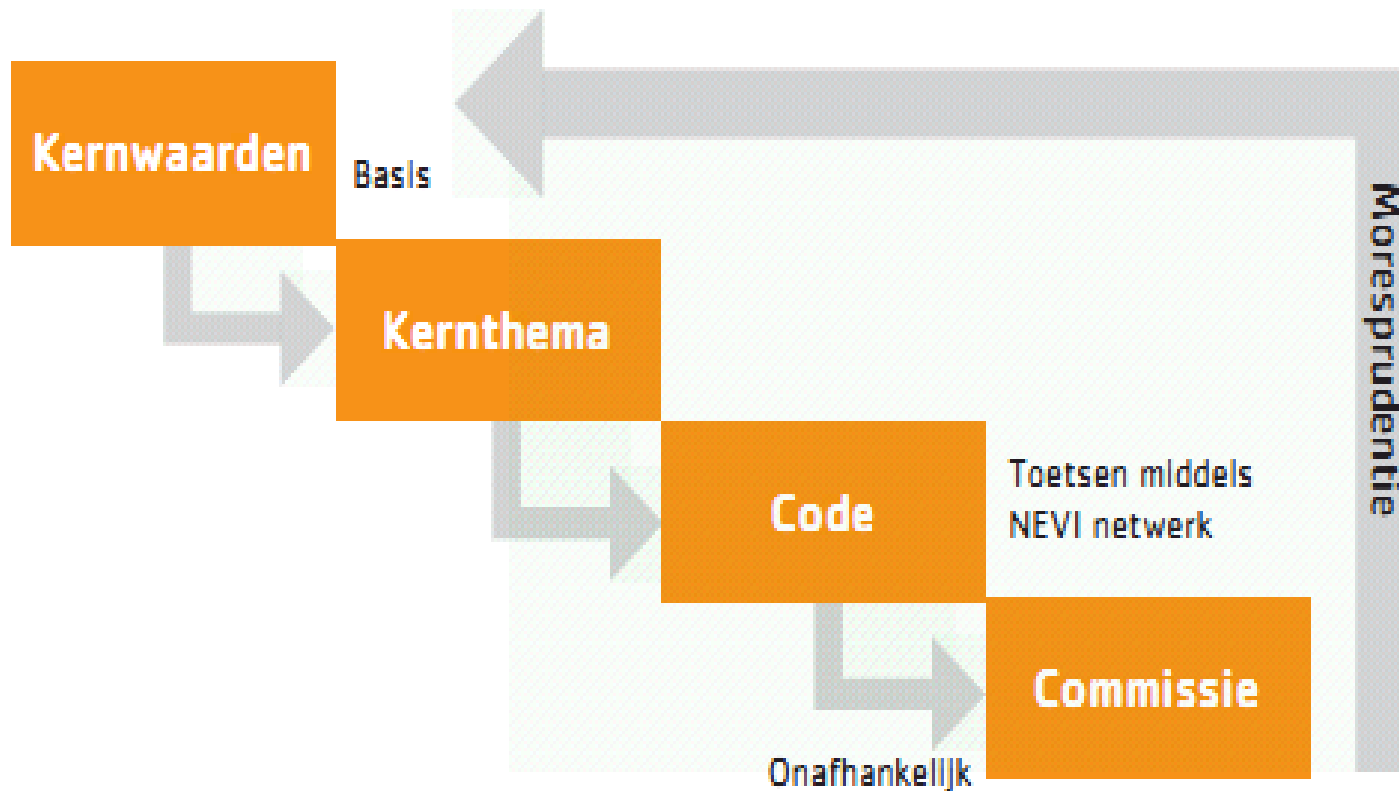 Kernwaarden
Basis
Kernthema
Code
Toetsen middels
NEVI netwerk
Commissie
Onafhankelijk
Moresprudentie